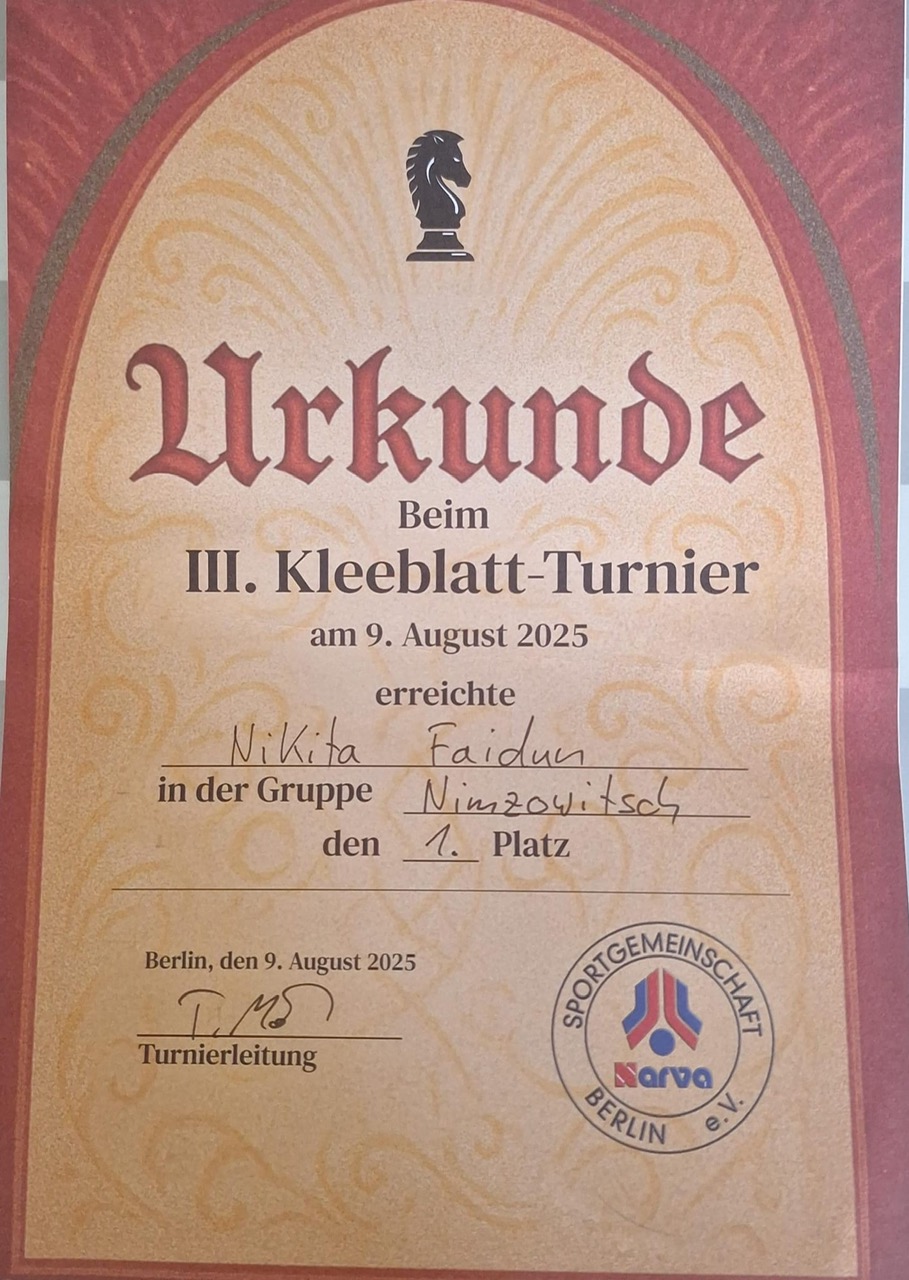 Urkunde
Beim
III. Kleeblatt-Turnier
am 9. August 2025
erreichte
Nikita Faidun
in der Gruppe Nimzowitsch
den 1. Platz
Berlin, den 9. August 2025
Turnierleitung
SPORTGEMEINSCHAFT
Narva
BERLIN e.V.